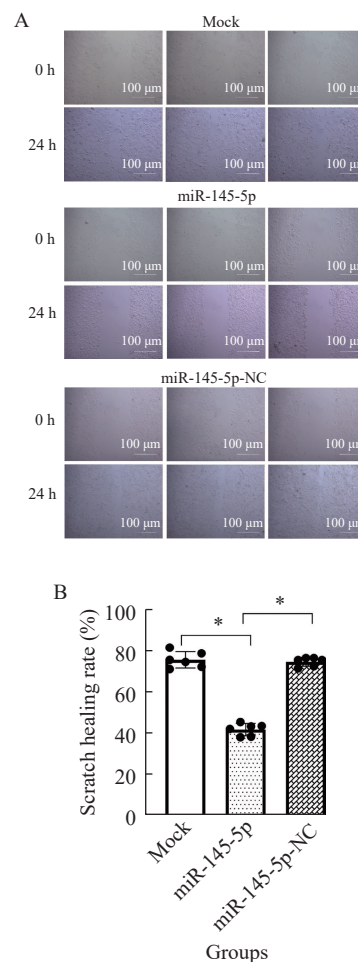 A
Mock
0 h
100 μm 100 μm 100 μm
24 h
100 μm 100 μm 100 μm
miR-145-5p
0 h
100 μm 100 μm 100 μm
24 h
100 μm 100 μm 100 μm
miR-145-5p-NC
0 h
100 μm 100 μm 100 μm
24 h
100 μm 100 μm 100 μm
B
Scratch healing rate (%)
100
80
60
40
20
0
* *
Mock
miR-145-5p
miR-145-5p-NC
Groups